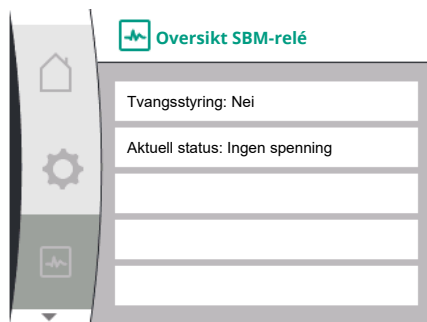 Oversikt SBM-relé
Tvangsstyring: Nei
Aktuell status: Ingen spenning